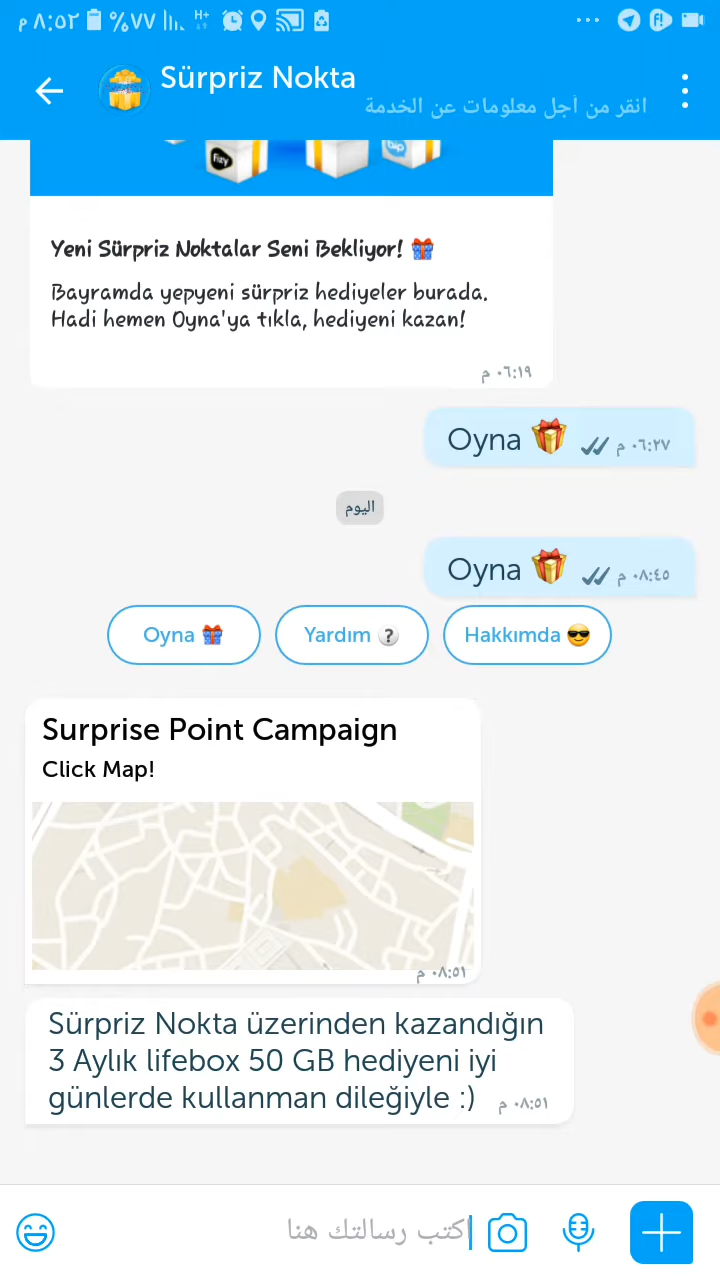 م ٨:٥٢ %٧٧ H+
Sürpriz Nokta
انقر من أجل معلومات عن الخدمة
fizy bip
Yeni Sürpriz Noktalar Seni Bekliyor! 🎁
Bayramda yepyeni sürpriz hediyeler burada.
Hadi hemen Oyna'ya tıkla, hediyeni kazan!
٠٦:١٩ م
Oyna 🎁 ٠٦:٢٧ م
اليوم
Oyna 🎁 ٠٨:٤٥ م
Oyna 🎁 Yardım ❔ Hakkımda 😎
Surprise Point Campaign
Click Map!
٠٨:٥١ م
Sürpriz Nokta üzerinden kazandığın
3 Aylık lifebox 50 GB hediyeni iyi
günlerde kullanman dileğiyle :) ٠٨:٥١ م
اكتب رسالتك هنا